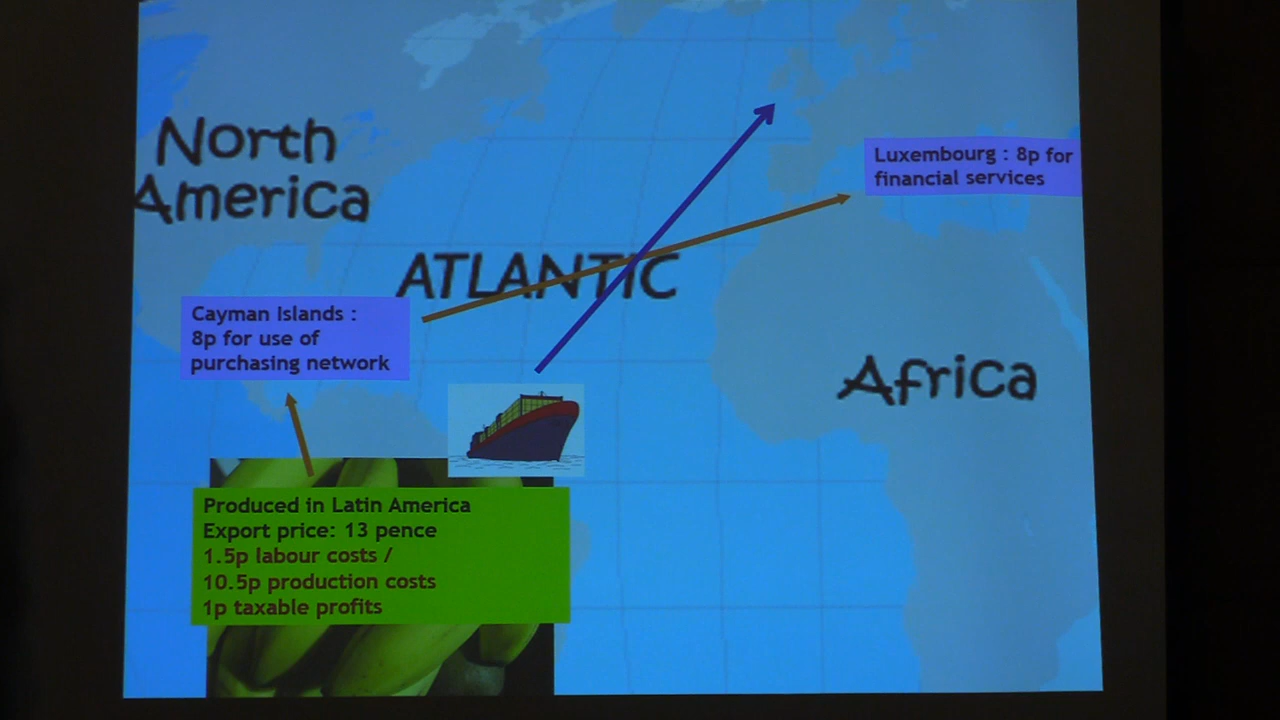 North
America
ATLANTIC
Africa
Luxembourg : 8p for
financial services
Cayman Islands :
8p for use of
purchasing network
Produced in Latin America
Export price: 13 pence
1.5p labour costs /
10.5p production costs
1p taxable profits